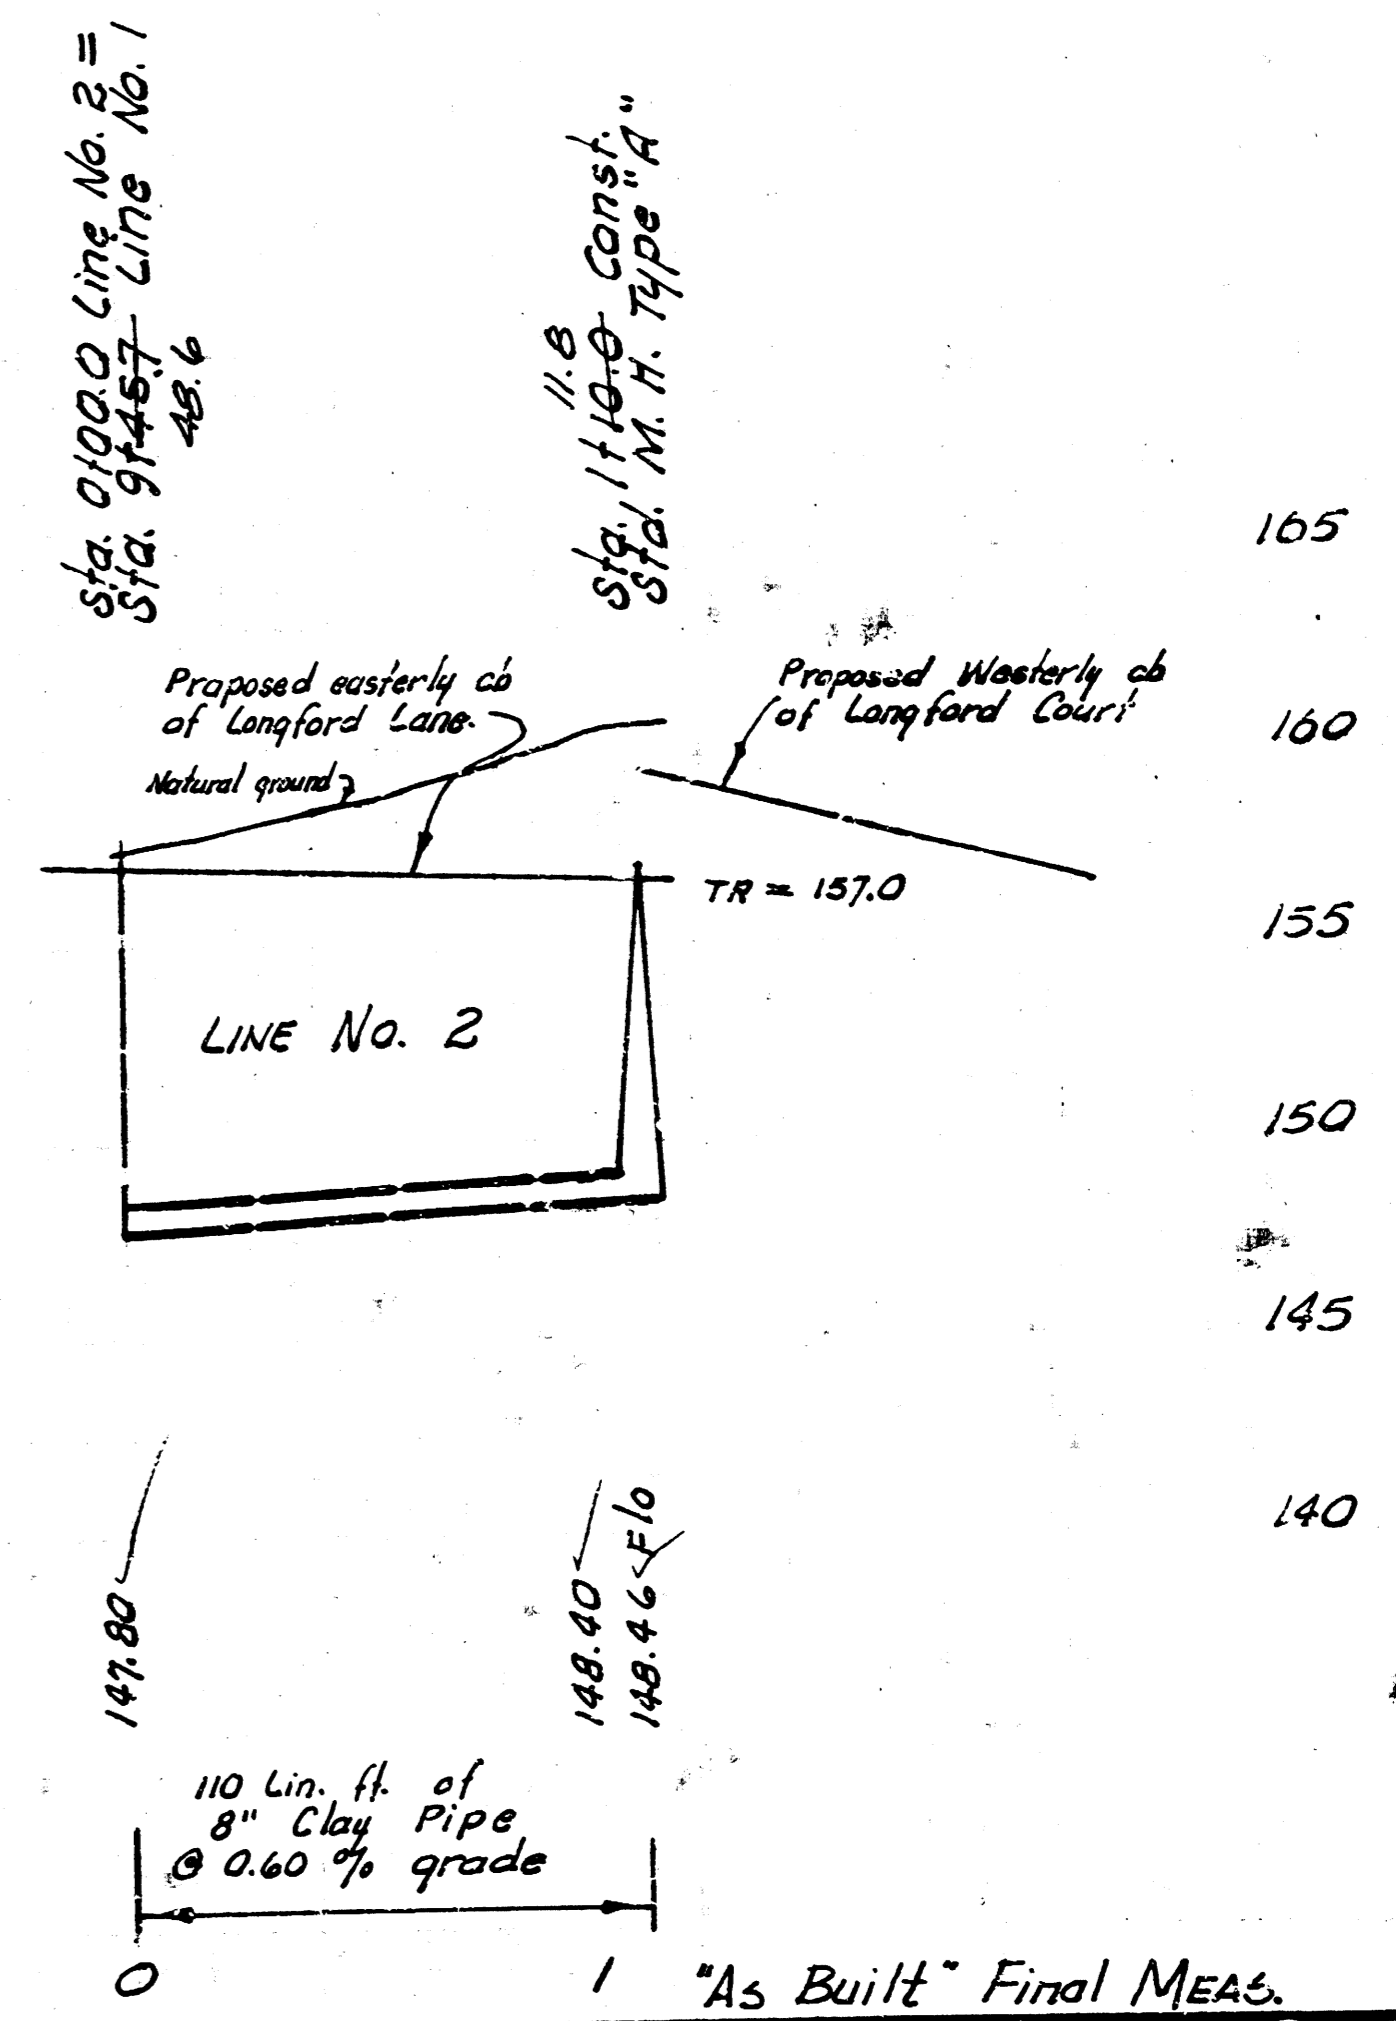 Sta. 0+00.0 Line No. 2 =
Sta. 9+45.7 Line No. 1
48.6
11.8
Sta. 1+10.0 Const.
Std. M. H. Type "A"
165
Proposed easterly cb
of Longford Lane.
Natural ground
Proposed Westerly cb
of Longford Court
160
TR = 157.0
155
LINE No. 2
150
145
140
147.80
148.40
148.46 Flo
110 Lin. ft. of
8" Clay Pipe
@ 0.60 % grade
0 1 "As Built" Final MEAS.